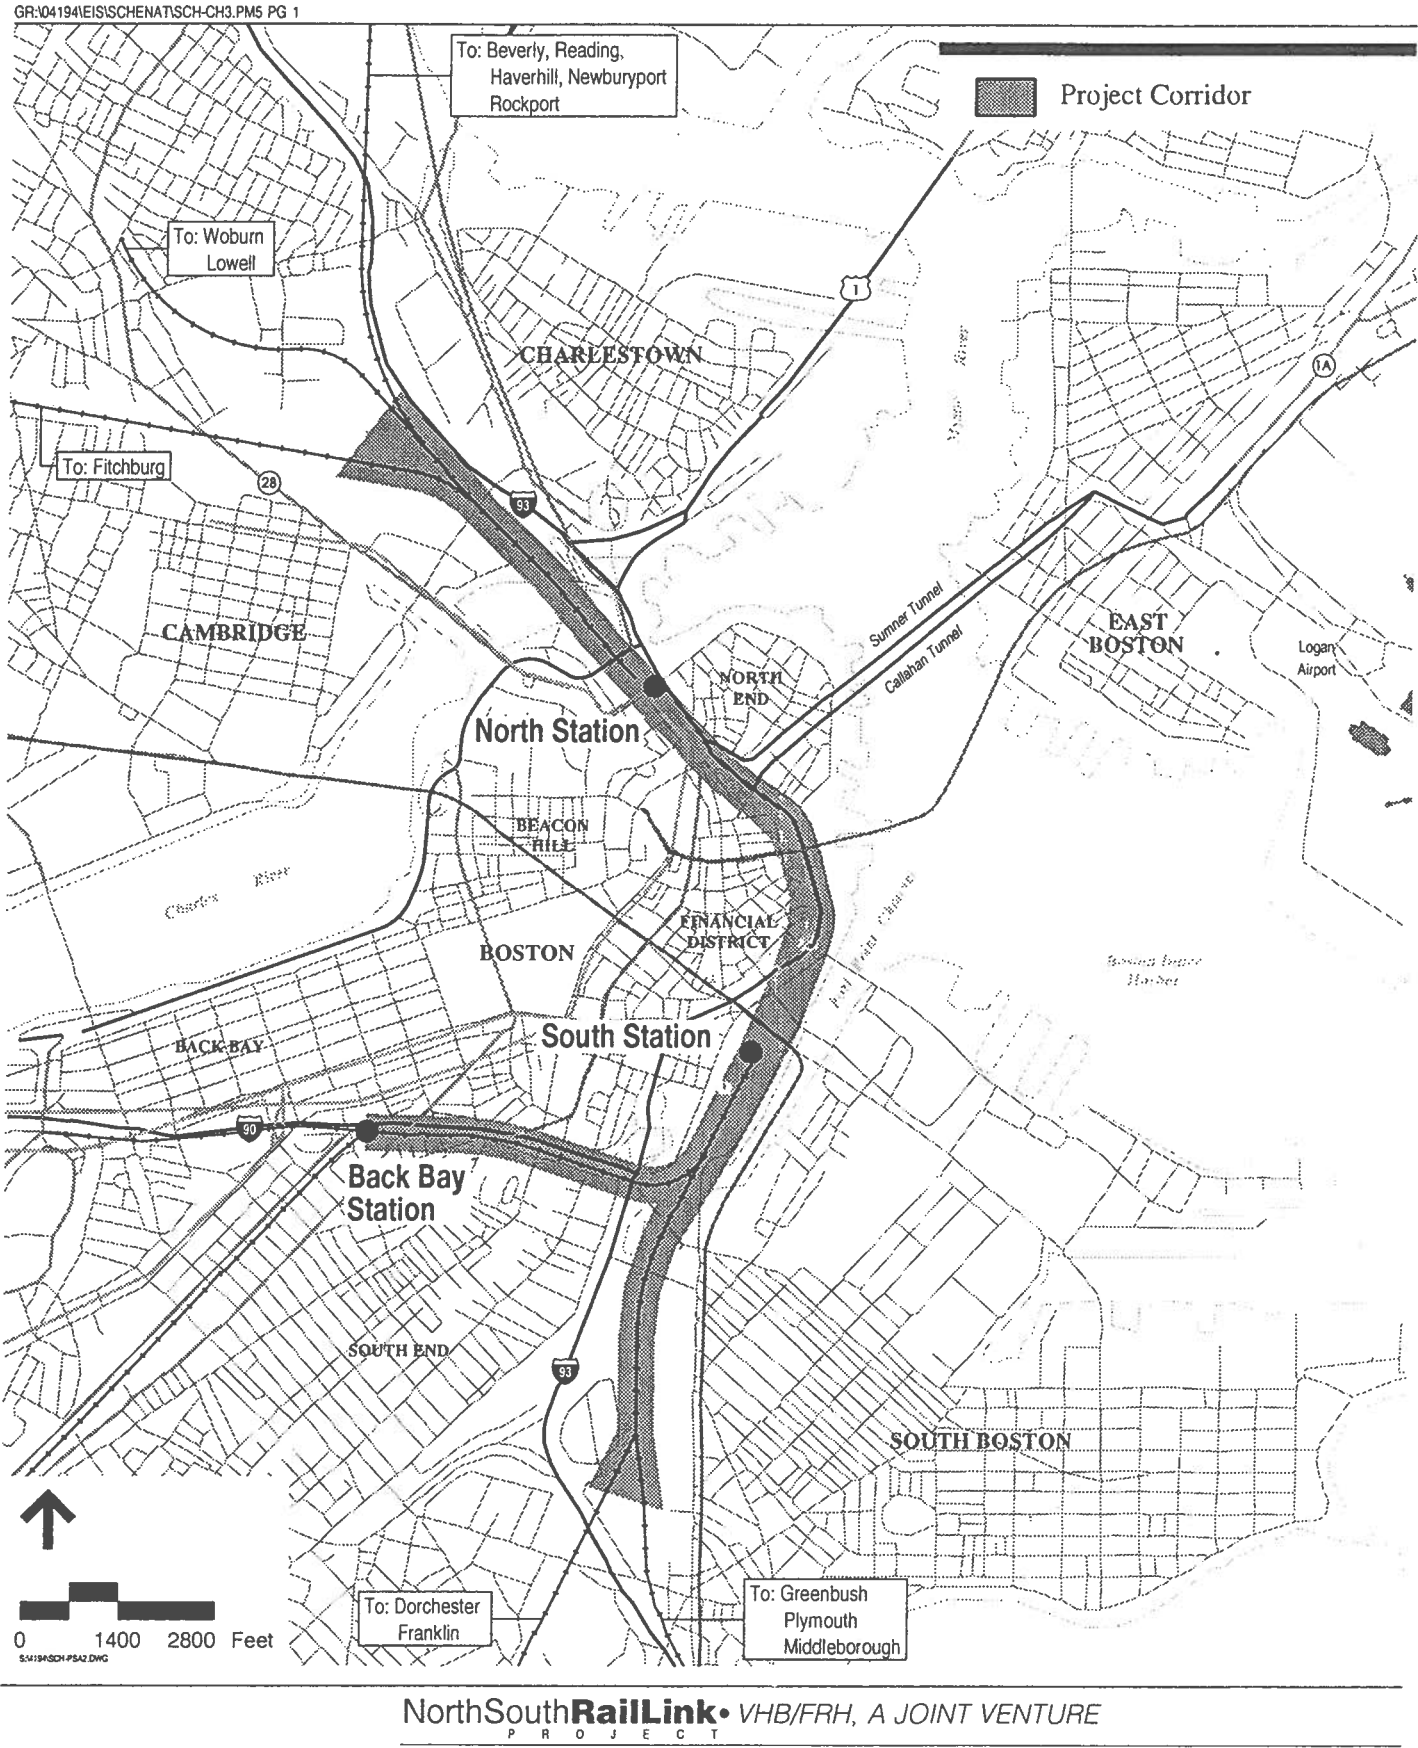 GR:\04194\EIS\SCHENAT\SCH-CH3.PM5 PG 1
To: Beverly, Reading,
Haverhill, Newburyport
Rockport
Project Corridor
To: Woburn
Lowell
1
CHARLESTOWN
1A
To: Fitchburg
28
93
CAMBRIDGE
Sumner Tunnel
Callahan Tunnel
EAST
BOSTON
Logan
Airport
NORTH
END
North Station
BEACON
HILL
Charles River
FINANCIAL
DISTRICT
BOSTON
Boston Inner
Harbor
South Station
BACK BAY
90
Back Bay
Station
SOUTH END
93
SOUTH BOSTON
0 1400 2800 Feet
To: Dorchester
Franklin
To: Greenbush
Plymouth
Middleborough
NorthSouthRailLink • VHB/FRH, A JOINT VENTURE
PROJECT